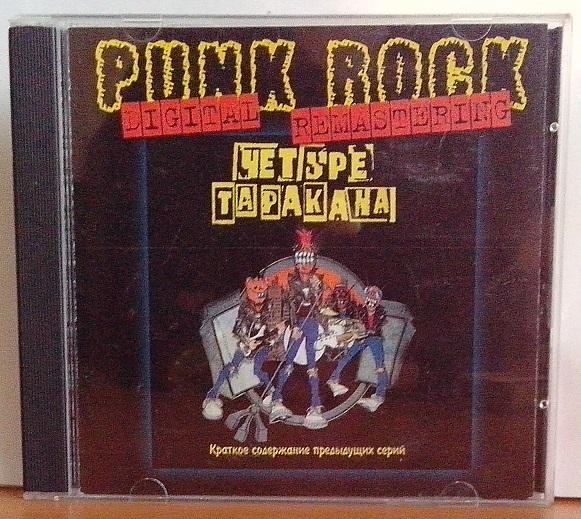 PUNK ROCK
DIGITAL REMASTERING
ЧЕТЫРЕ
ТАРАКАНА
Краткое содержание предыдущих серий